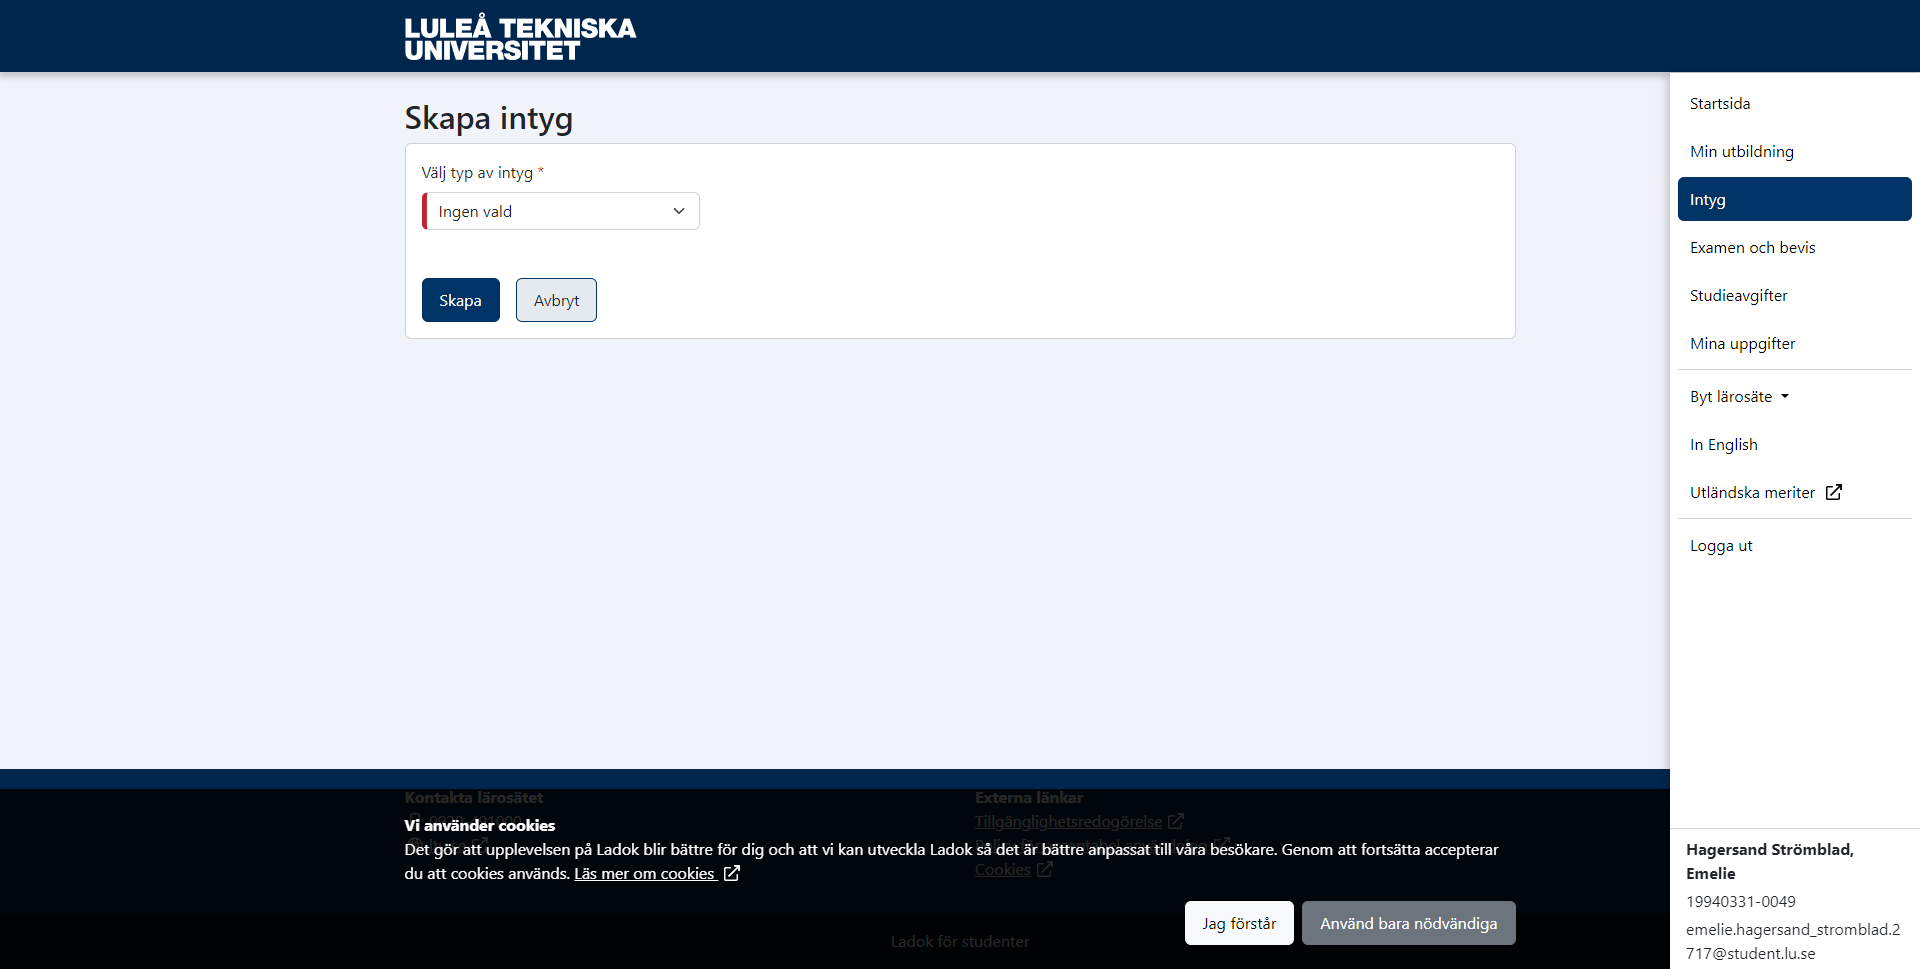 LULEÅ TEKNISKA
UNIVERSITET
Skapa intyg
Välj typ av intyg *
Ingen vald
Skapa
Avbryt
Startsida
Min utbildning
Intyg
Examen och bevis
Studieavgifter
Mina uppgifter
Byt lärosäte
In English
Utländska meriter
Logga ut
Hagersand Strömblad,
Emelie
19940331-0049
emelie.hagersand_stromblad.2
717@student.lu.se
Kontakta lärosätet
Externa länkar
Tillgänglighetsredogörelse
Cookies
Vi använder cookies
Det gör att upplevelsen på Ladok blir bättre för dig och att vi kan utveckla Ladok så det är bättre anpassat till våra besökare. Genom att fortsätta accepterar
du att cookies används. Läs mer om cookies
Jag förstår
Använd bara nödvändiga
Ladok för studenter